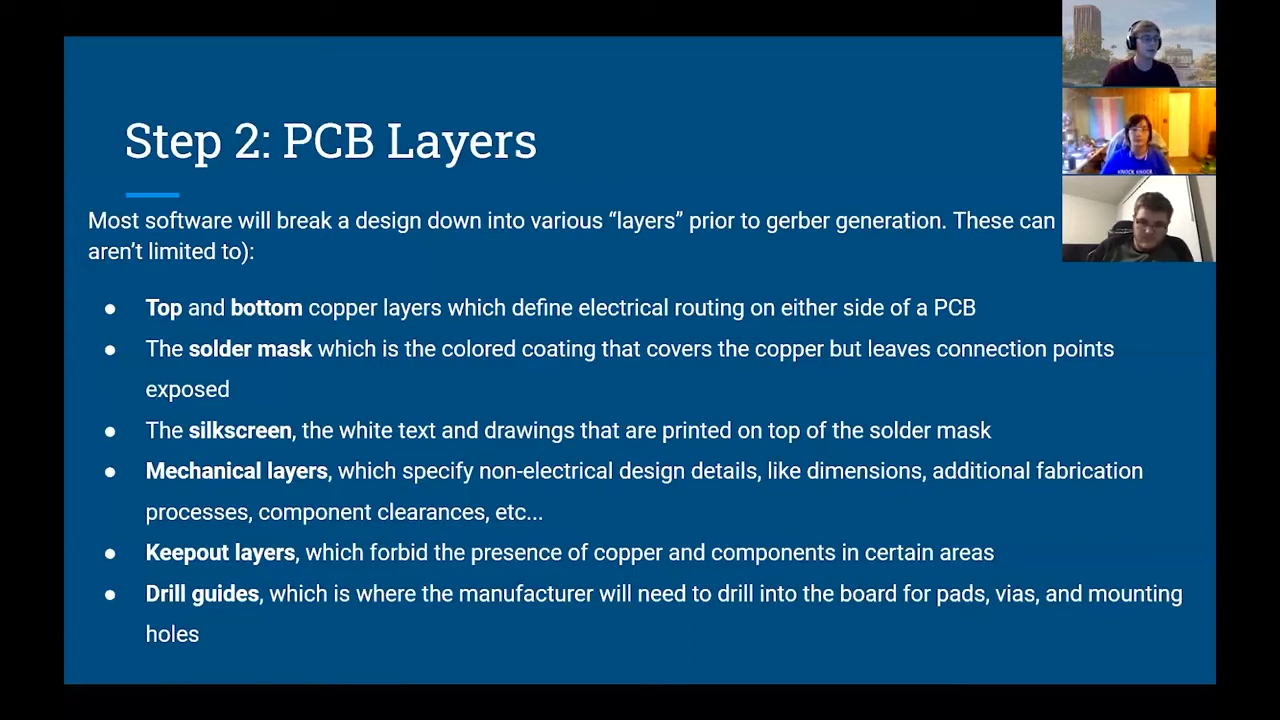 Step 2: PCB Layers
Most software will break a design down into various “layers” prior to gerber generation. These can
aren’t limited to):
● Top and bottom copper layers which define electrical routing on either side of a PCB
● The solder mask which is the colored coating that covers the copper but leaves connection points
exposed
● The silkscreen, the white text and drawings that are printed on top of the solder mask
● Mechanical layers, which specify non-electrical design details, like dimensions, additional fabrication
processes, component clearances, etc...
● Keepout layers, which forbid the presence of copper and components in certain areas
● Drill guides, which is where the manufacturer will need to drill into the board for pads, vias, and mounting
holes
KNOCK KNOCK